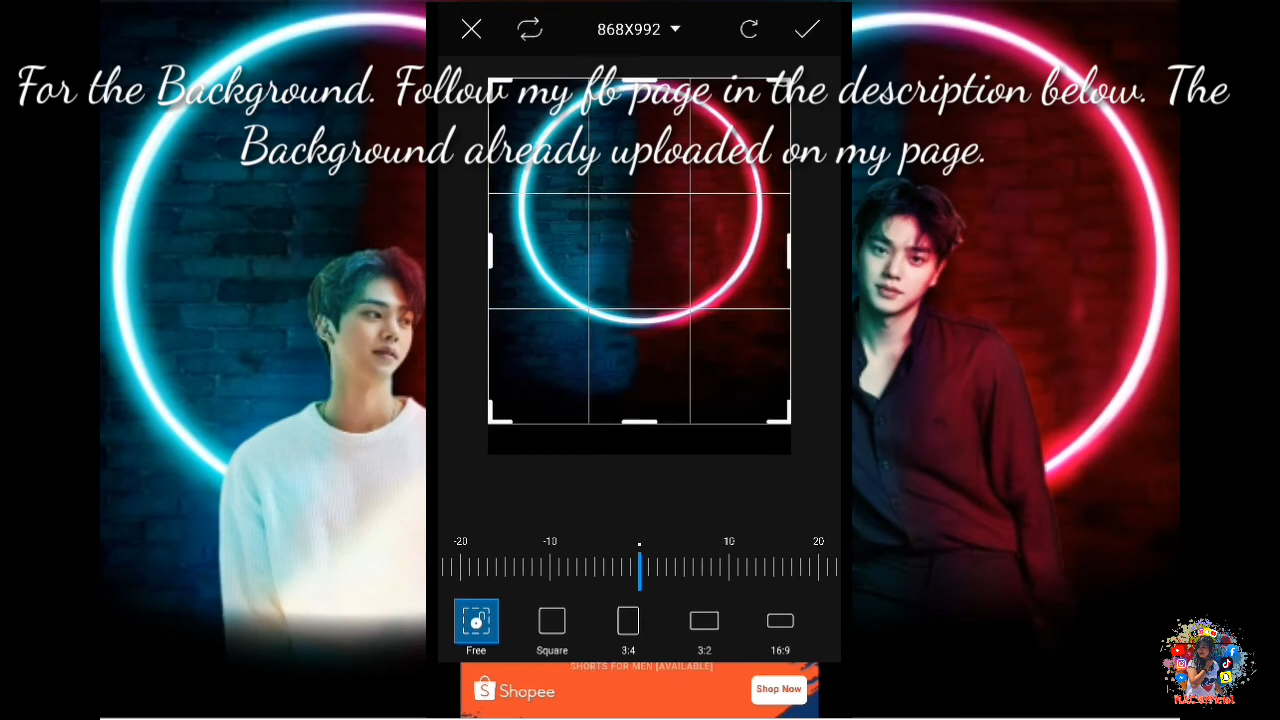 868X992
For the Background. Follow my fb page in the description below. The
Background already uploaded on my page.
-20 -10 10 20
Free Square 3:4 3:2 16:9
SHORTS FOR MEN [AVAILABLE]
Shopee
Shop Now